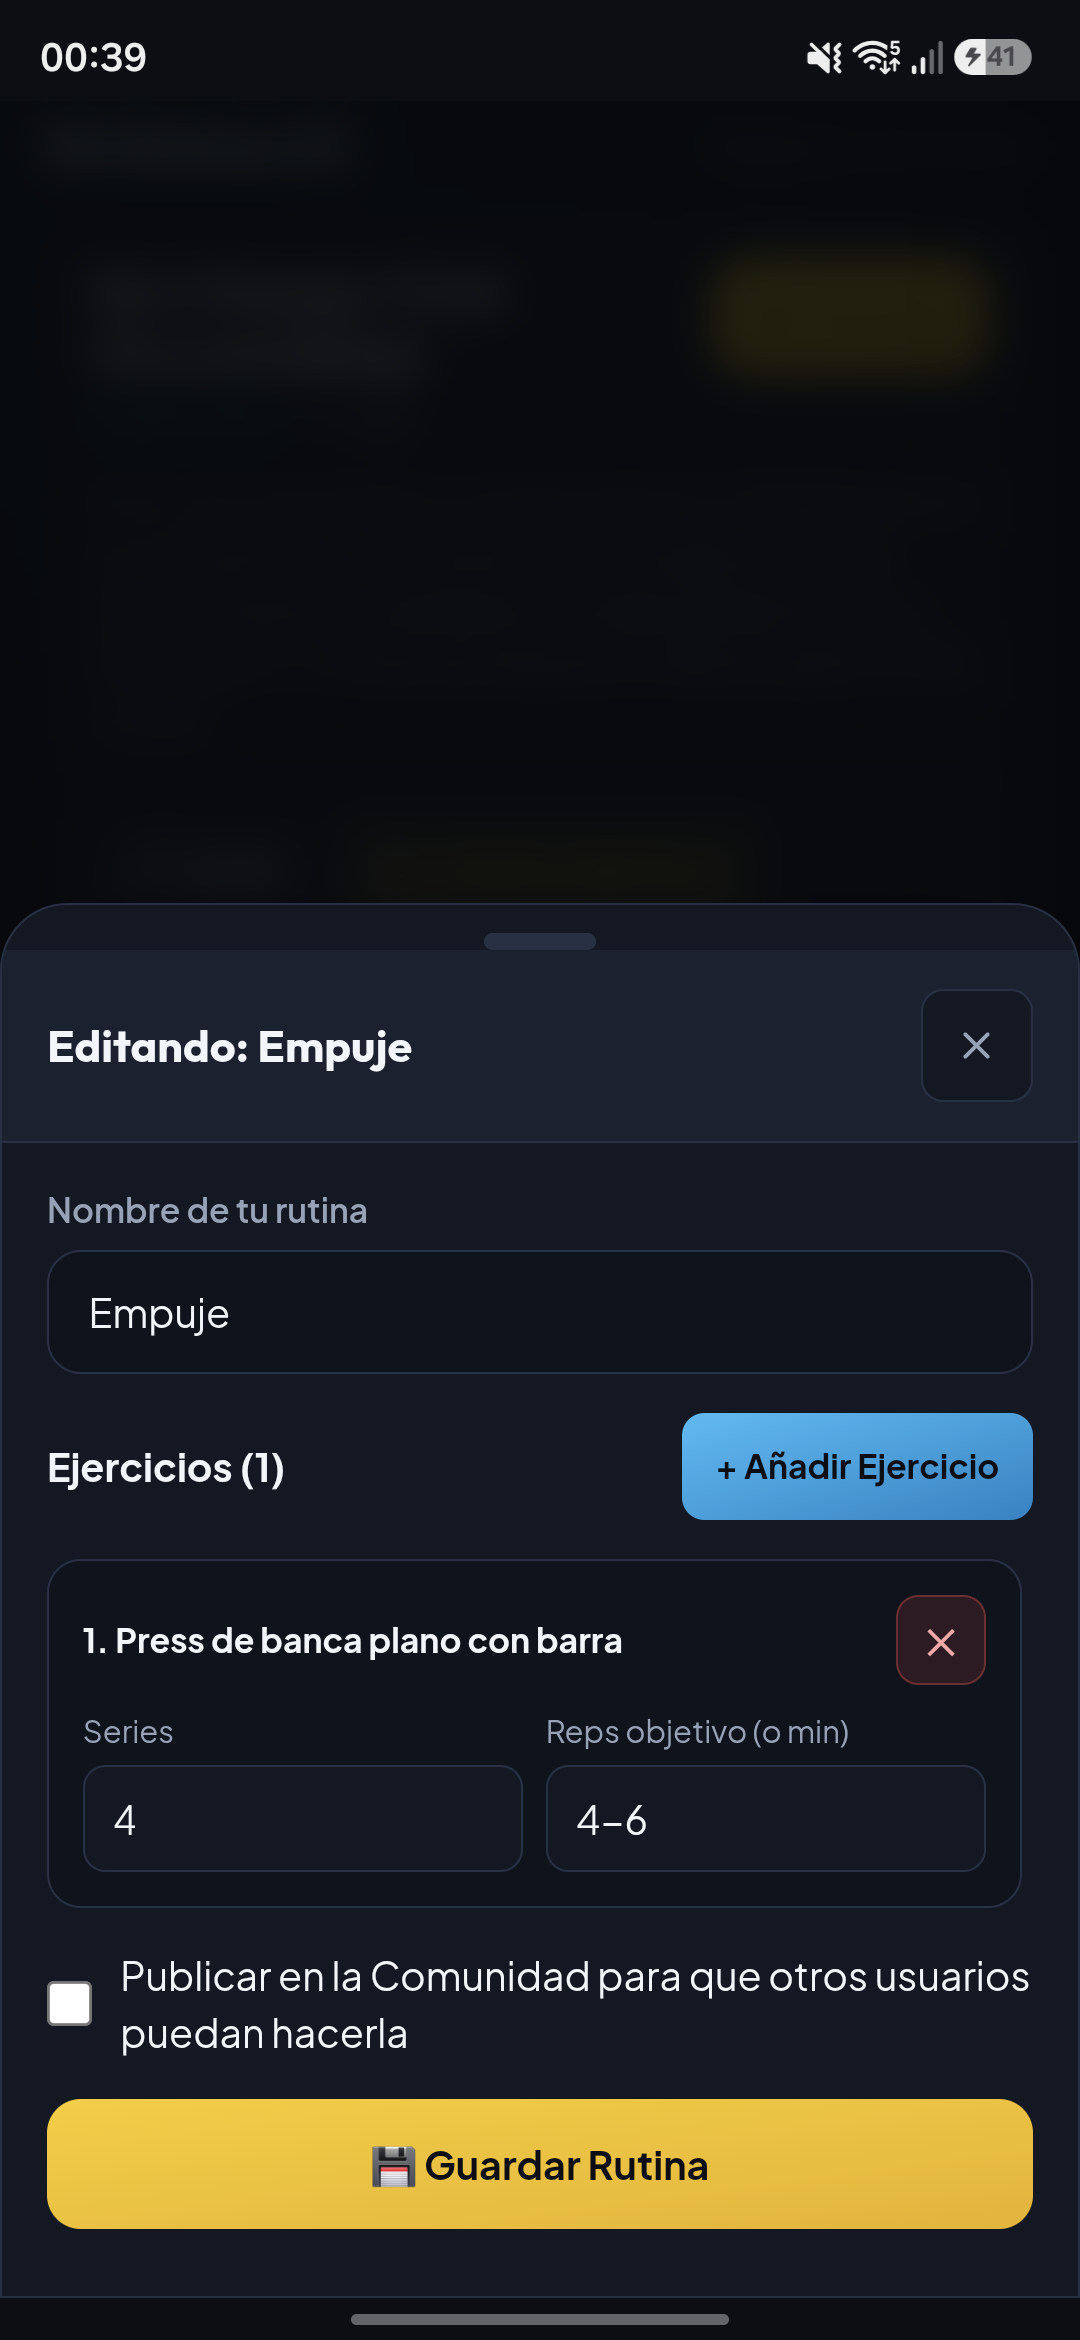 00:39
5
41
Editando: Empuje
Nombre de tu rutina
Empuje
Ejercicios (1)
+ Añadir Ejercicio
1. Press de banca plano con barra
Series
Reps objetivo (o min)
4
4–6
Publicar en la Comunidad para que otros usuarios
puedan hacerla
💾 Guardar Rutina